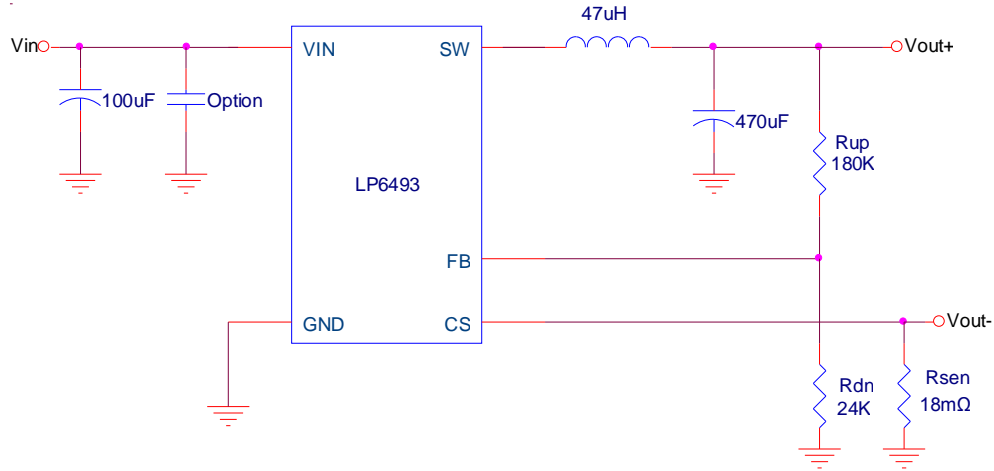 47uH
Vin
VIN
SW
Vout+
100uF
Option
470uF
Rup
180K
LP6493
FB
GND
CS
Vout-
Rdn
24K
Rsen
18mΩ